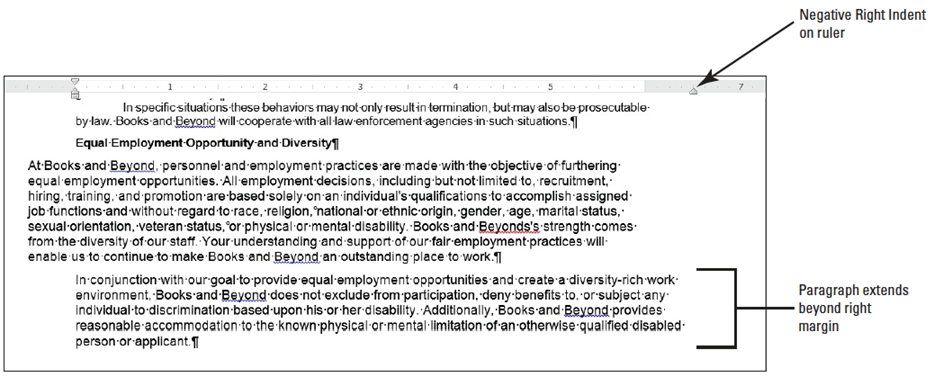 Negative Right Indent
on ruler
1 2 3 4 5 7
In·specific·situations·these·behaviors·may·not·only·result·in·termination,·but·may·also·be·prosecutable·
by·law.·Books·and·Beyond·will·cooperate·with·all·law·enforcement·agencies·in·such·situations.¶
Equal·Employment·Opportunity·and·Diversity¶
At·Books·and·Beyond,·personnel·and·employment·practices·are·made·with·the·objective·of·furthering·
equal·employment·opportunities.··All·employment·decisions,·including·but·not·limited·to,·recruitment,·
hiring,·training,·and·promotion·are·based·solely·on·an·individual's·qualifications·to·accomplish·assigned·
job·functions·and·without·regard·to·race,·religion,°national·or·ethnic·origin,·gender,·age,·marital·status,·
sexual·orientation,·veteran·status,°or·physical·or·mental·disability.··Books·and·Beyonds's·strength·comes·
from·the·diversity·of·our·staff.··Your·understanding·and·support·of·our·fair·employment·practices·will·
enable·us·to·continue·to·make·Books·and·Beyond·an·outstanding·place·to·work.¶
In·conjunction·with·our·goal·to·provide·equal·employment·opportunities·and·create·a·diversity-rich·work·
environment,·Books·and·Beyond·does·not·exclude·from·participation,·deny·benefits·to,·or·subject·any·
individual·to·discrimination·based·upon·his·or·her·disability.··Additionally,·Books·and·Beyond·provides·
reasonable·accommodation·to·the·known·physical·or·mental·limitation·of·an·otherwise·qualified·disabled·
person·or·applicant.¶
Paragraph extends
beyond right
margin